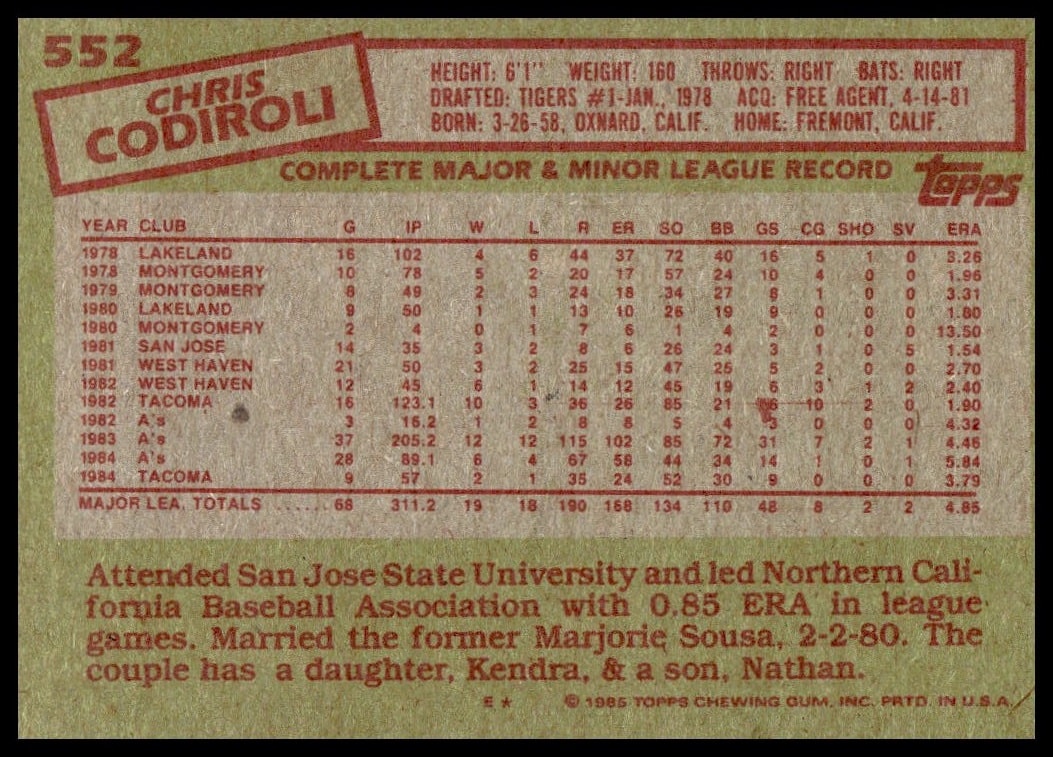 552
CHRIS
CODIROLI
HEIGHT: 6'1" WEIGHT: 160 THROWS: RIGHT BATS: RIGHT
DRAFTED: TIGERS #1-JAN., 1978 ACQ: FREE AGENT, 4-14-81
BORN: 3-26-58, OXNARD, CALIF. HOME: FREMONT, CALIF.
COMPLETE MAJOR & MINOR LEAGUE RECORD
topps
YEAR CLUB G IP W L R ER SO BB GS CG SHO SV ERA
1978 LAKELAND 16 102 4 6 44 37 72 40 16 5 1 0 3.26
1978 MONTGOMERY 10 78 5 2 20 17 57 24 10 4 0 0 1.96
1979 MONTGOMERY 8 49 2 3 24 18 34 27 8 1 0 0 3.31
1980 LAKELAND 9 50 1 1 13 10 26 19 9 0 0 0 1.80
1980 MONTGOMERY 2 4 0 1 7 6 1 4 2 0 0 0 13.50
1981 SAN JOSE 14 35 3 2 8 6 26 24 3 1 0 5 1.54
1981 WEST HAVEN 21 50 3 2 25 15 47 25 5 2 0 0 2.70
1982 WEST HAVEN 12 45 6 1 14 12 45 19 6 3 1 2 2.40
1982 TACOMA 16 123.1 10 3 36 26 85 21 16 10 2 0 1.90
1982 A's 3 16.2 1 2 8 8 5 4 3 0 0 0 4.32
1983 A's 37 205.2 12 12 115 102 85 72 31 7 2 1 4.46
1984 A's 28 89.1 6 4 67 58 44 34 14 1 0 1 5.84
1984 TACOMA 9 57 2 1 35 24 52 30 9 0 0 0 3.79
MAJOR LEA. TOTALS ...... 68 311.2 19 18 190 168 134 110 48 8 2 2 4.85
Attended San Jose State University and led Northern Cali-
fornia Baseball Association with 0.85 ERA in league
games. Married the former Marjorie Sousa, 2-2-80. The
couple has a daughter, Kendra, & a son, Nathan.
E * © 1985 TOPPS CHEWING GUM, INC. PRTD. IN U.S.A.